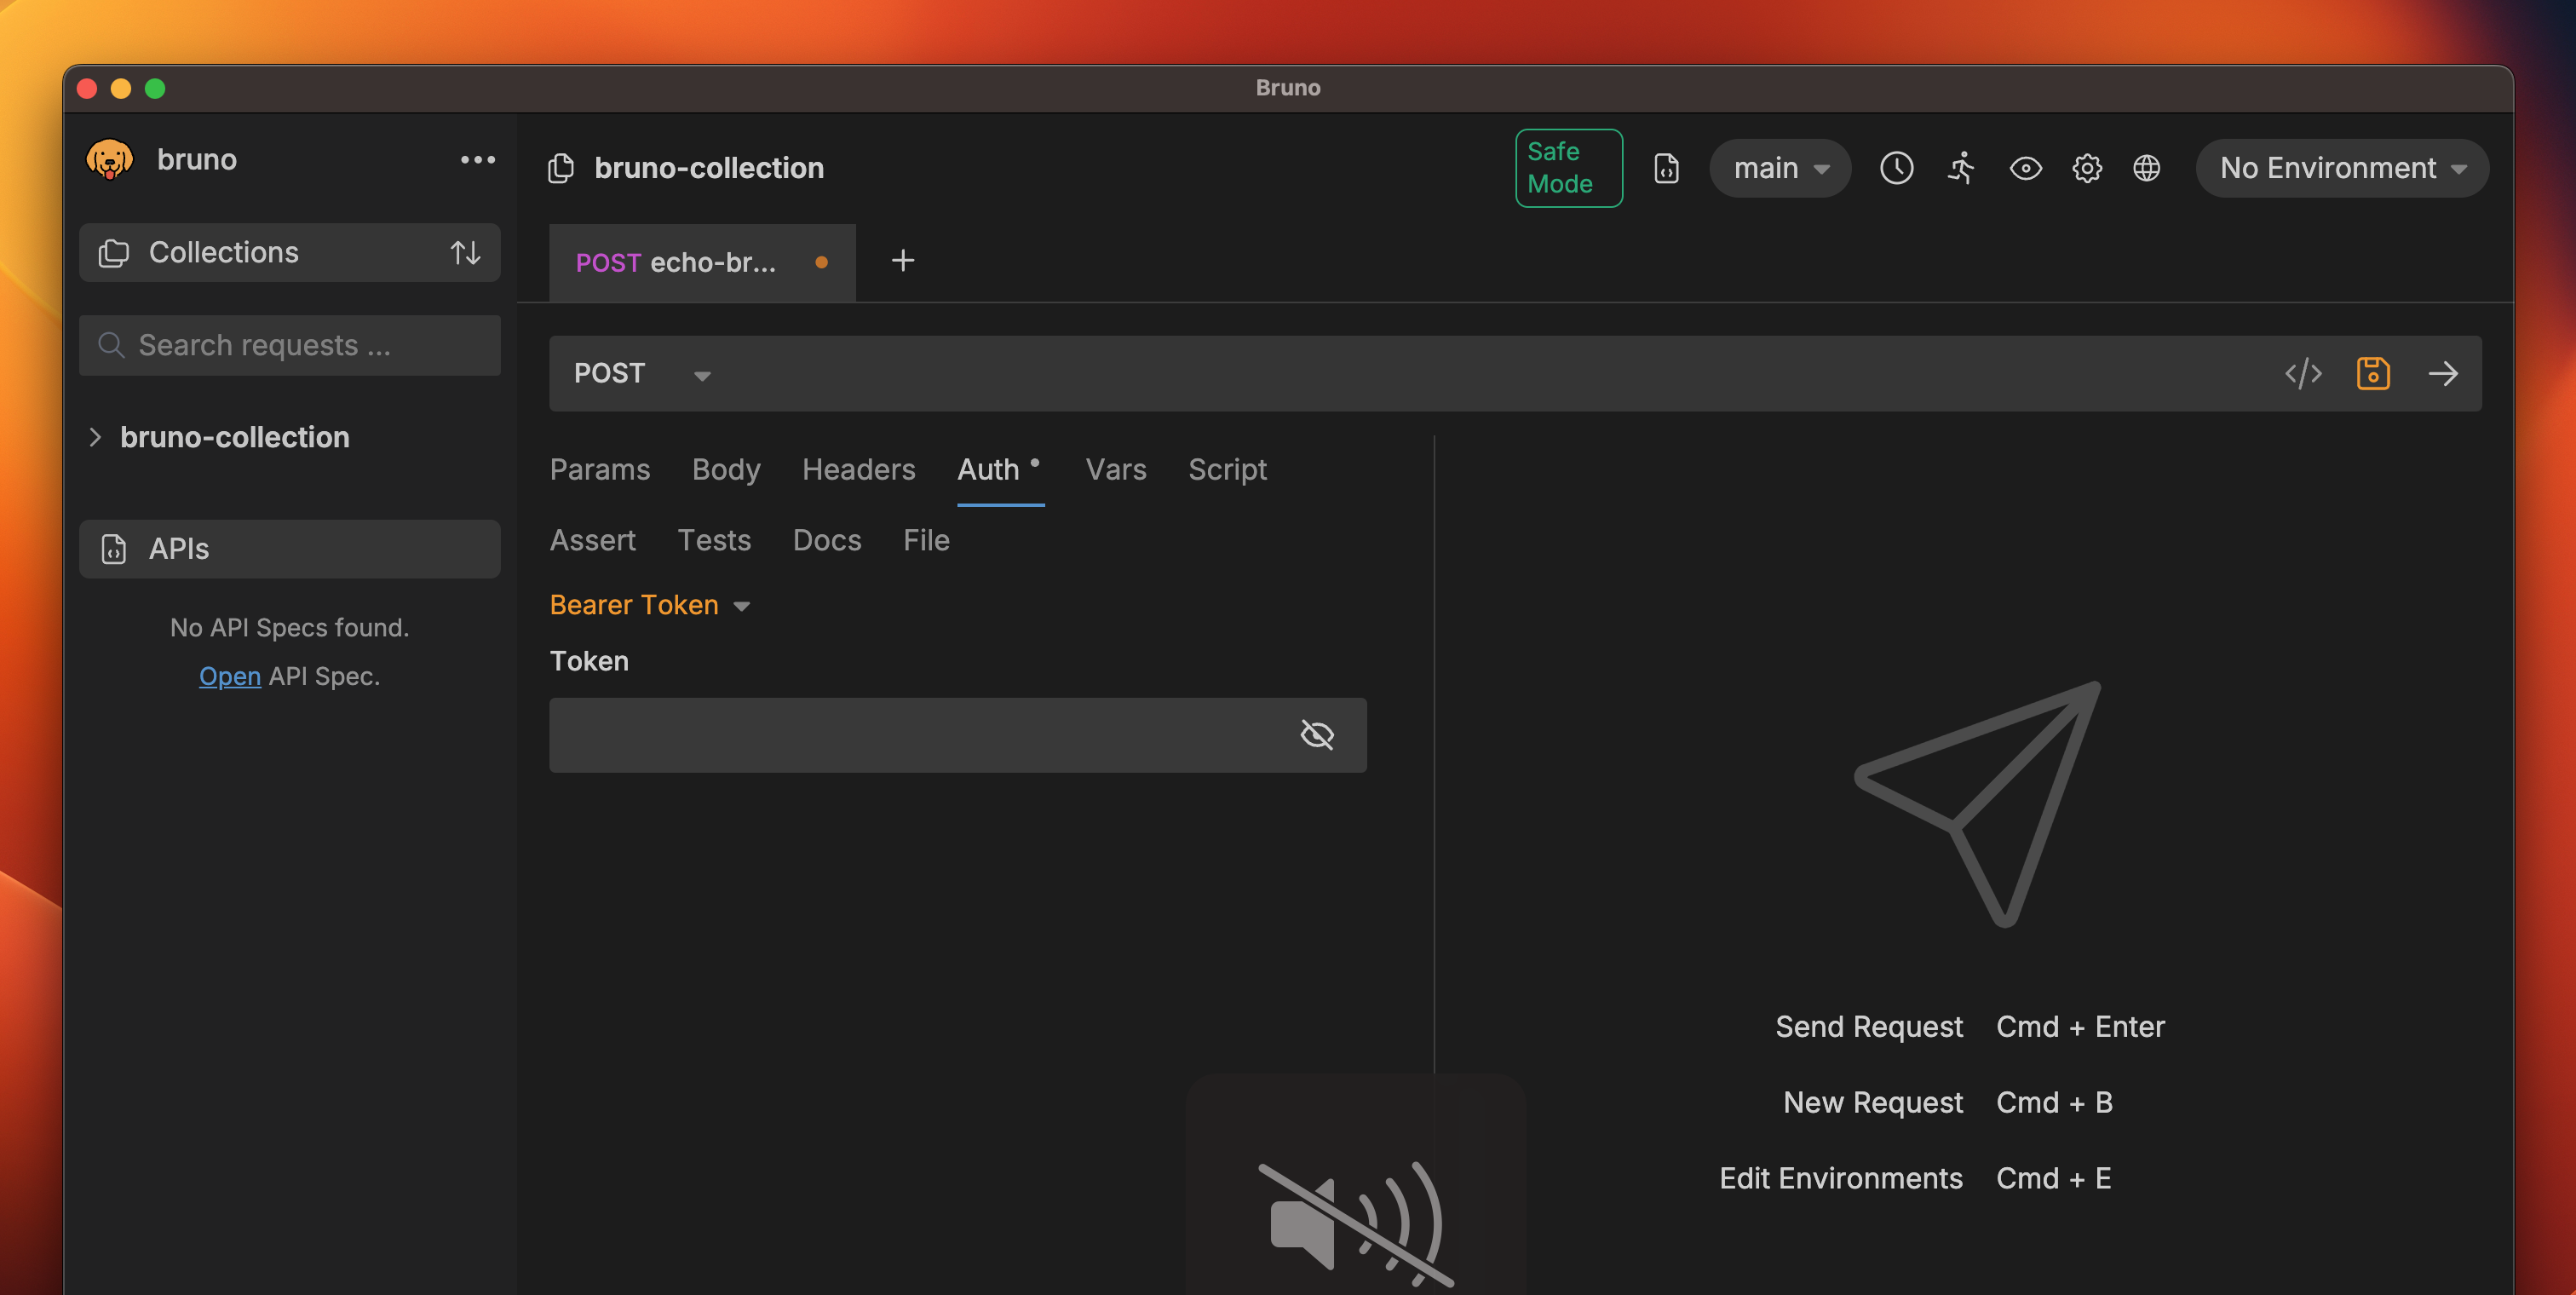 Bruno
bruno
bruno-collection
Safe
Mode
main
No Environment
Collections
POST echo-br...
Search requests ...
POST
bruno-collection
Params Body Headers Auth Vars Script
Assert Tests Docs File
APIs
Bearer Token
No API Specs found.
Token
Open API Spec.
Send Request Cmd + Enter
New Request Cmd + B
Edit Environments Cmd + E